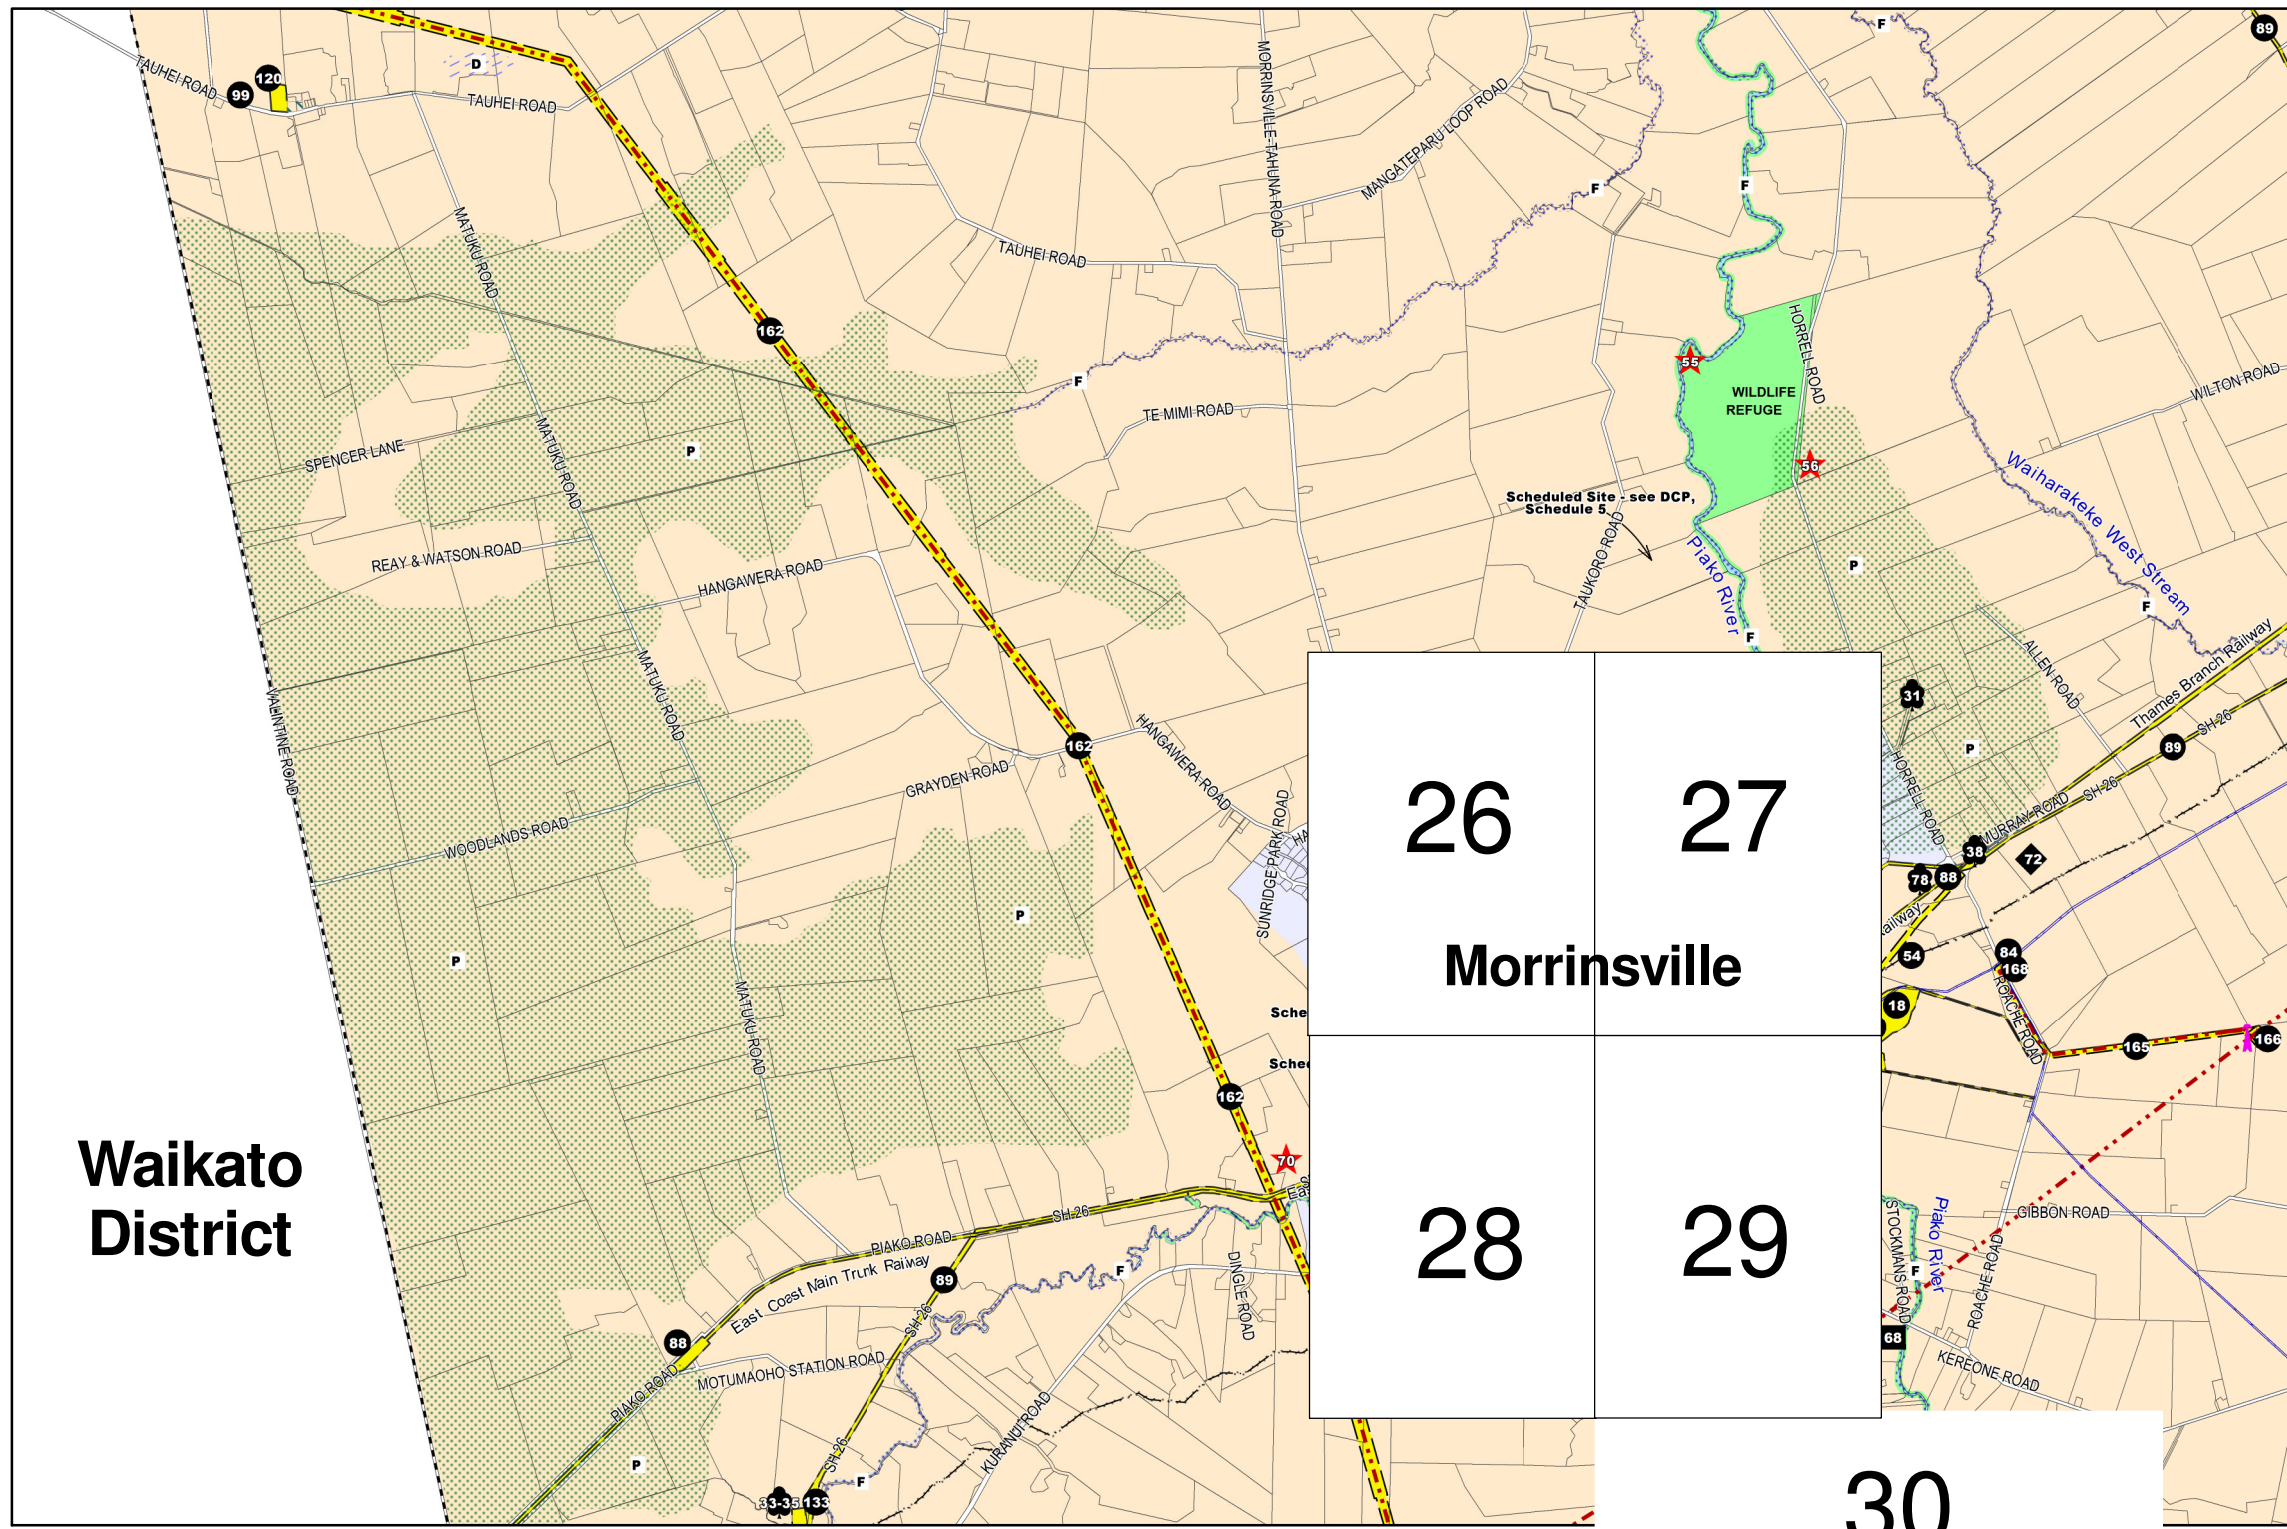 TAUHEI ROAD
99
120
D
TAUHEI ROAD
MORRINSVILLE-TAHUNA ROAD
MANGATEPARU LOOP ROAD
F
F
F
89
MATUKU ROAD
TAUHEI ROAD
162
F
TE MIMI ROAD
55
WILDLIFE
REFUGE
HORRELL ROAD
56
WILTON ROAD
SPENCER LANE
MATUKU ROAD
P
Scheduled Site - see DCP,
Schedule 5
TAUKORO ROAD
Piako River
F
Waiharakeke West Stream
F
P
REAY & WATSON ROAD
HANGAWERA ROAD
VALINTINE ROAD
MATUKU ROAD
162
HANGAWERA ROAD
GRAYDEN ROAD
WOODLANDS ROAD
SUNRIDGE PARK ROAD
HA
26
27
Morrinsville
28
29
30
31
P
ALLEN ROAD
Thames Branch Railway
SH 26
89
HORRELL ROAD
MURRAY ROAD
SH 26
38
72
78
88
ailway
54
84
168
18
ROACHE ROAD
165
166
P
P
MATUKU ROAD
Sche
Sche
162
70
Waikato
District
SH 26
Ea
PIAKO ROAD
East Coast Main Trunk Railway
89
SH 26
F
DINGLE ROAD
88
MOTUMAOHO STATION ROAD
PIAKO ROAD
KURANUI ROAD
SH 26
P
33-35
133
F
STOCKMANS ROAD
Piako River
F
GIBBON ROAD
ROACHE ROAD
68
KEREONE ROAD